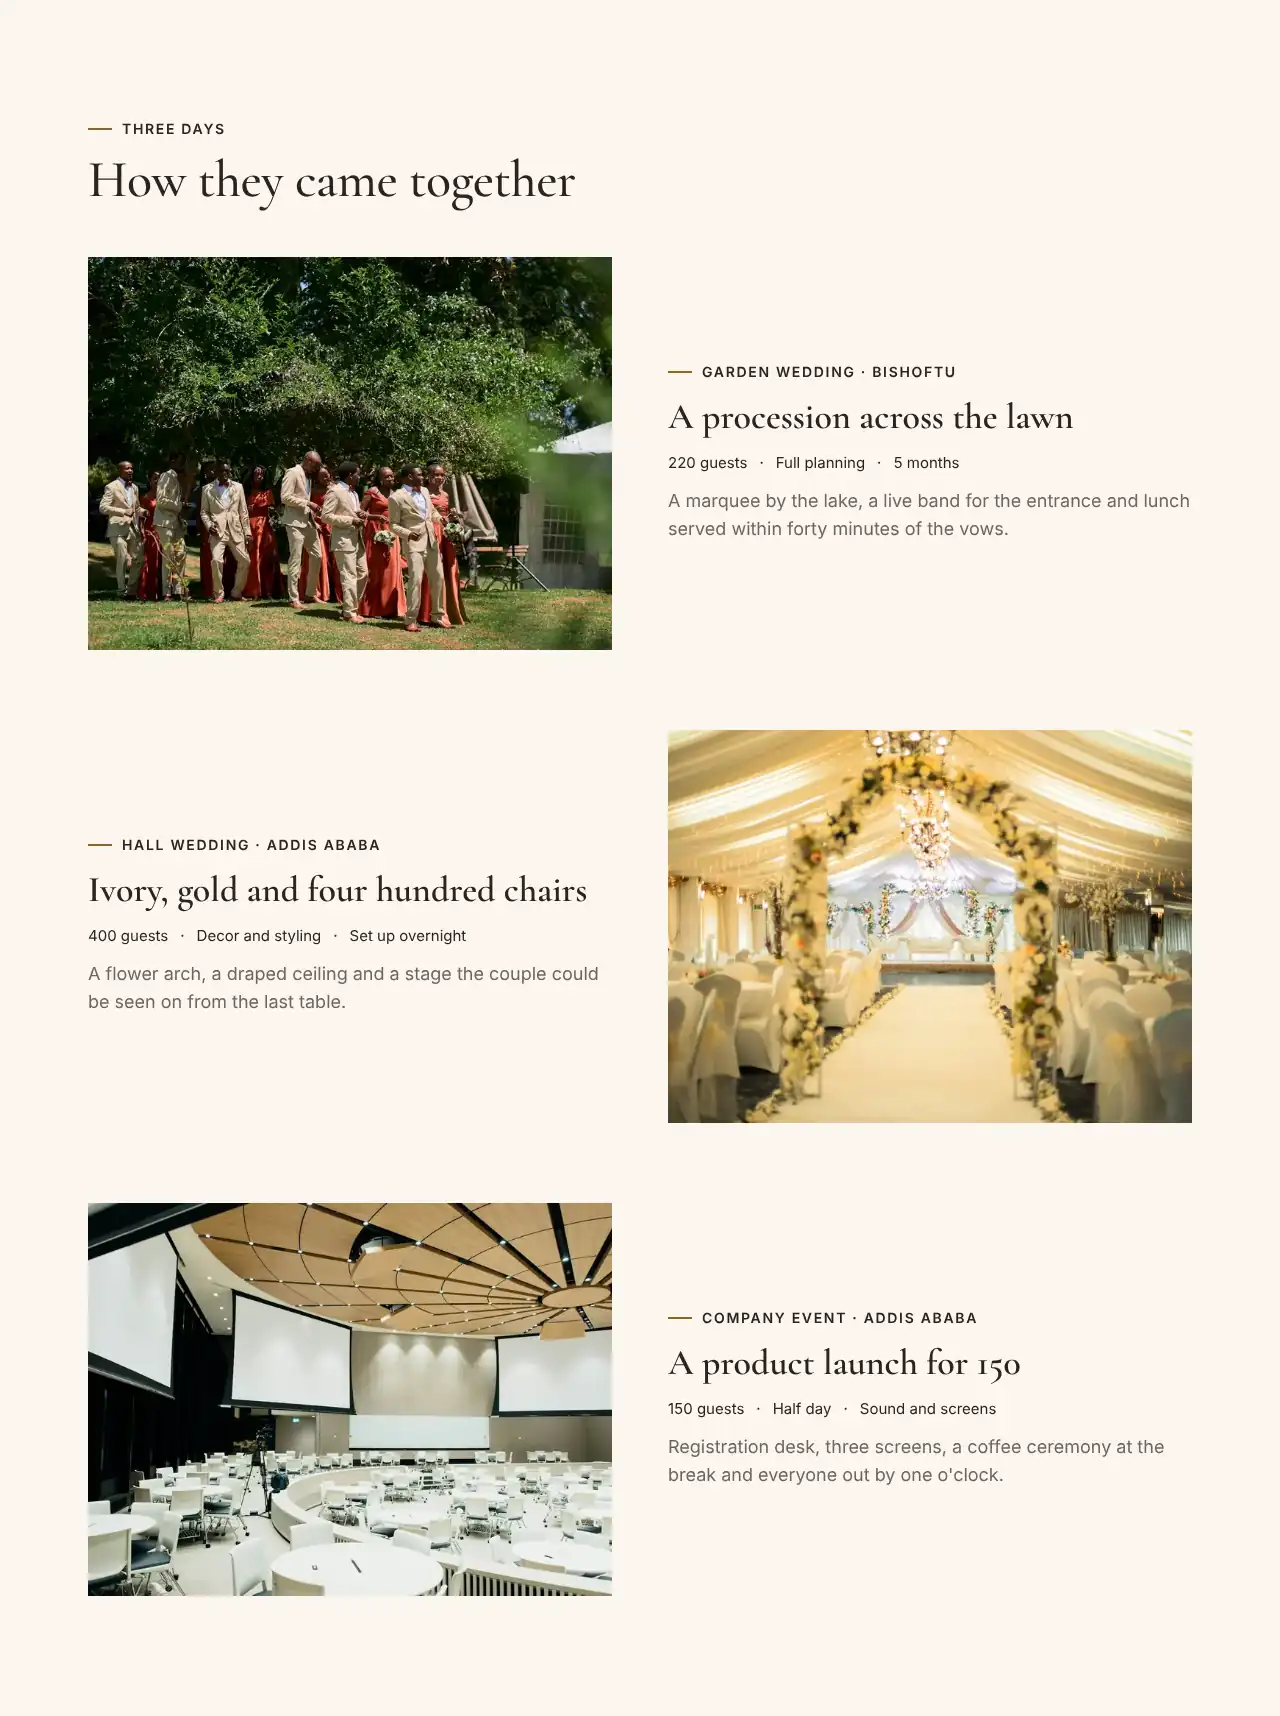 THREE DAYS
How they came together
GARDEN WEDDING · BISHOFTU
A procession across the lawn
220 guests · Full planning · 5 months
A marquee by the lake, a live band for the entrance and lunch
served within forty minutes of the vows.
HALL WEDDING · ADDIS ABABA
Ivory, gold and four hundred chairs
400 guests · Decor and styling · Set up overnight
A flower arch, a draped ceiling and a stage the couple could
be seen on from the last table.
COMPANY EVENT · ADDIS ABABA
A product launch for 150
150 guests · Half day · Sound and screens
Registration desk, three screens, a coffee ceremony at the
break and everyone out by one o'clock.